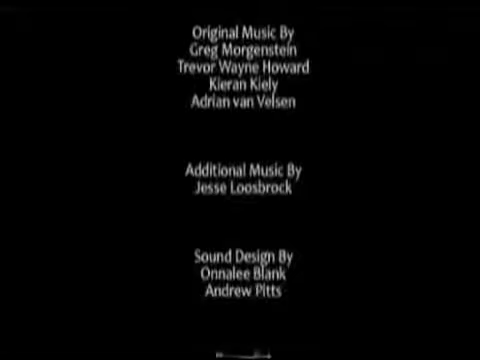 Original Music By
Greg Morgenstein
Trevor Wayne Howard
Kieran Kiely
Adrian van Velsen
Additional Music By
Jesse Loosbrock
Sound Design By
Onnalee Blank
Andrew Pitts